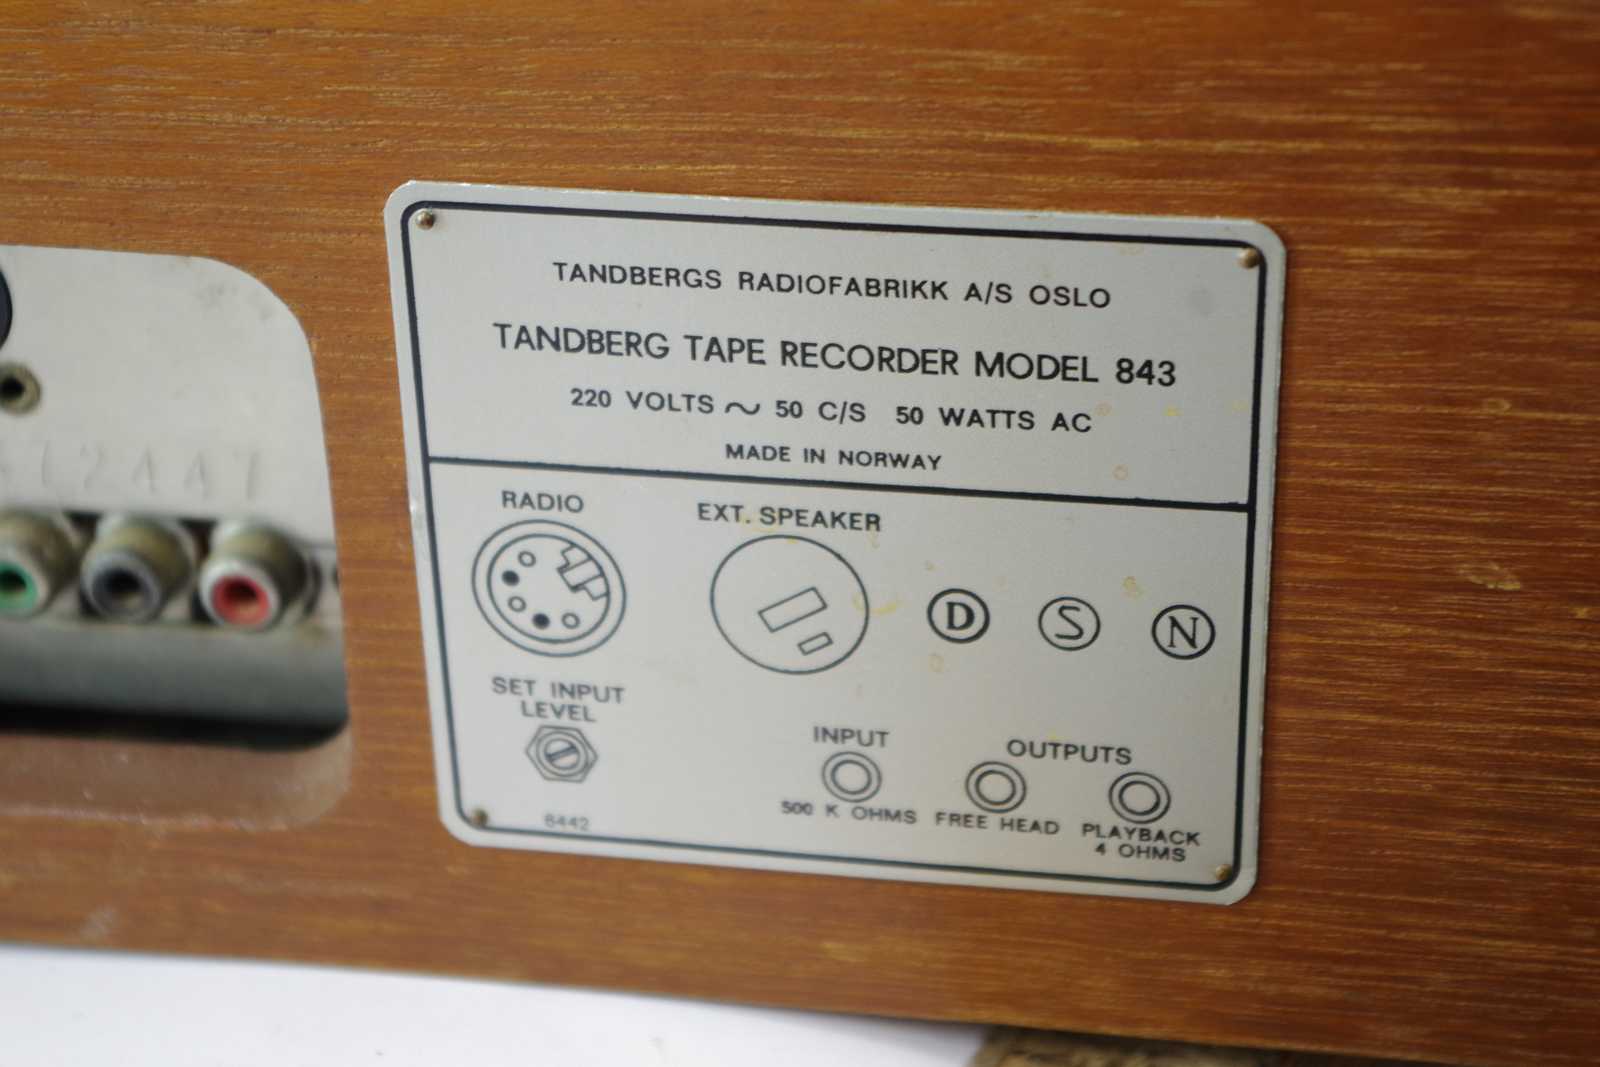 TANDBERGS RADIOFABRIKK A/S OSLO
TANDBERG TAPE RECORDER MODEL 843
220 VOLTS ~ 50 C/S 50 WATTS AC
MADE IN NORWAY
RADIO
EXT. SPEAKER
D S N
SET INPUT
LEVEL
INPUT
OUTPUTS
500 K OHMS
FREE HEAD
PLAYBACK
4 OHMS
6442